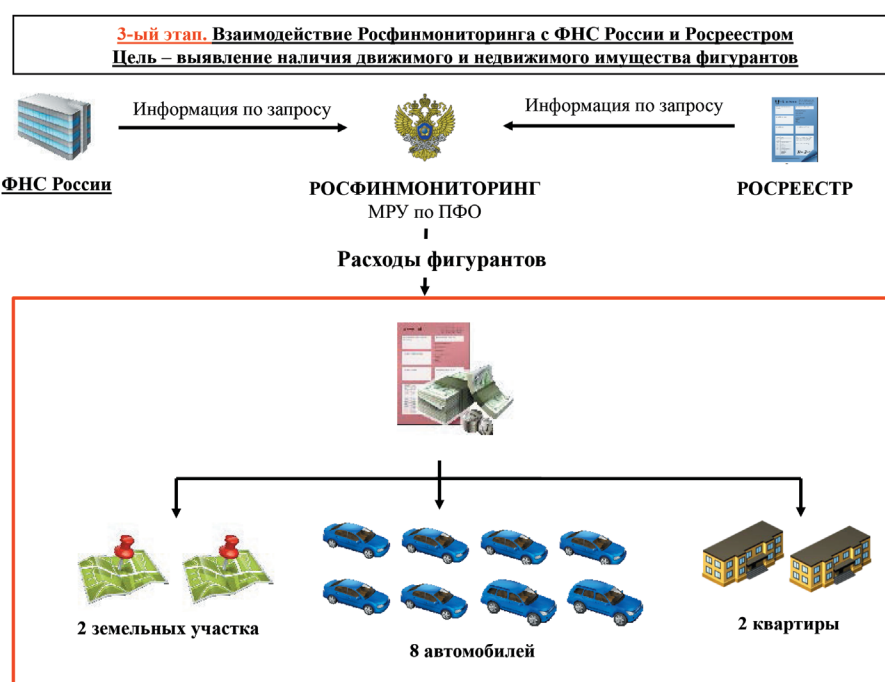 3-ый этап. Взаимодействие Росфинмониторинга с ФНС России и Росреестром
Цель – выявление наличия движимого и недвижимого имущества фигурантов
Информация по запросу
Информация по запросу
ФНС России
РОСФИНМОНИТОРИНГ
РОСРЕЕСТР
МРУ по ПФО
Расходы фигурантов
2 земельных участка
8 автомобилей
2 квартиры